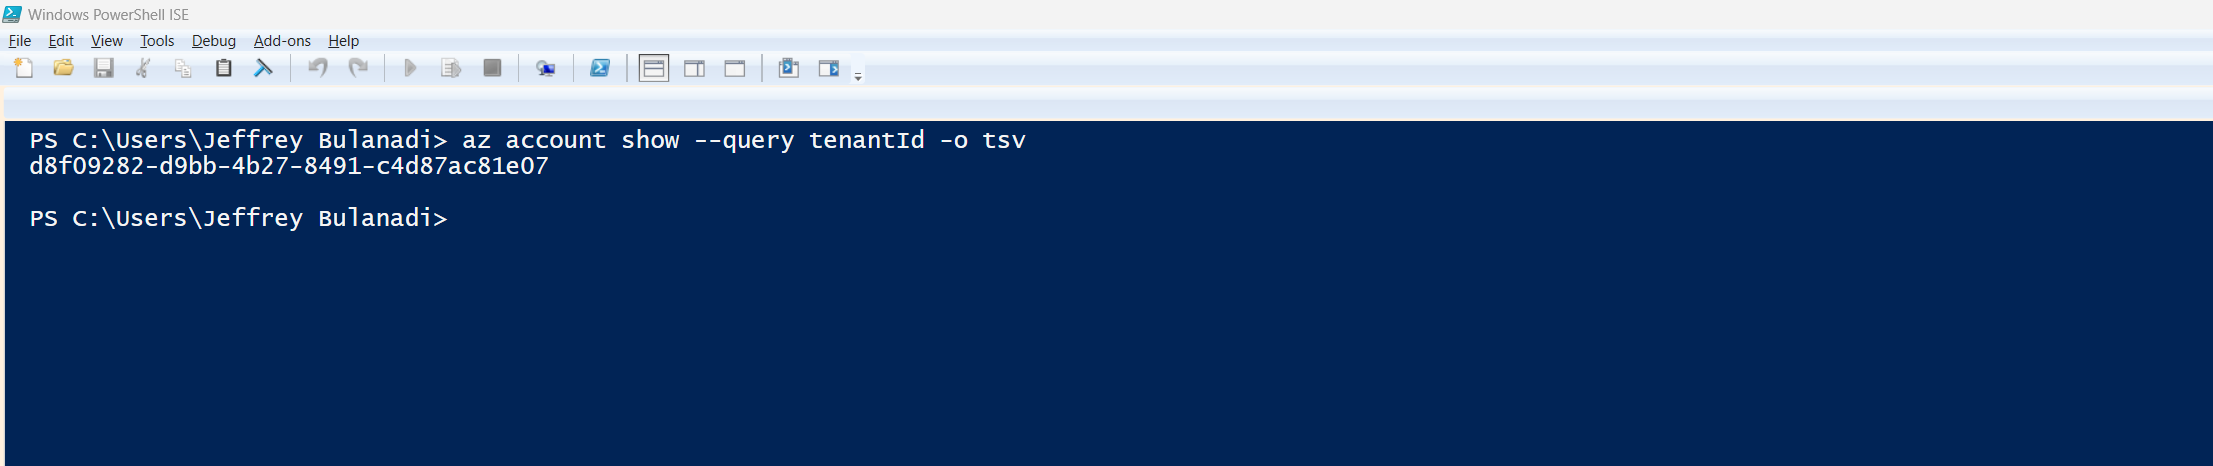 Windows PowerShell ISE
File Edit View Tools Debug Add-ons Help
PS C:\Users\Jeffrey Bulanadi> az account show --query tenantId -o tsv
d8f09282-d9bb-4b27-8491-c4d87ac81e07
PS C:\Users\Jeffrey Bulanadi>